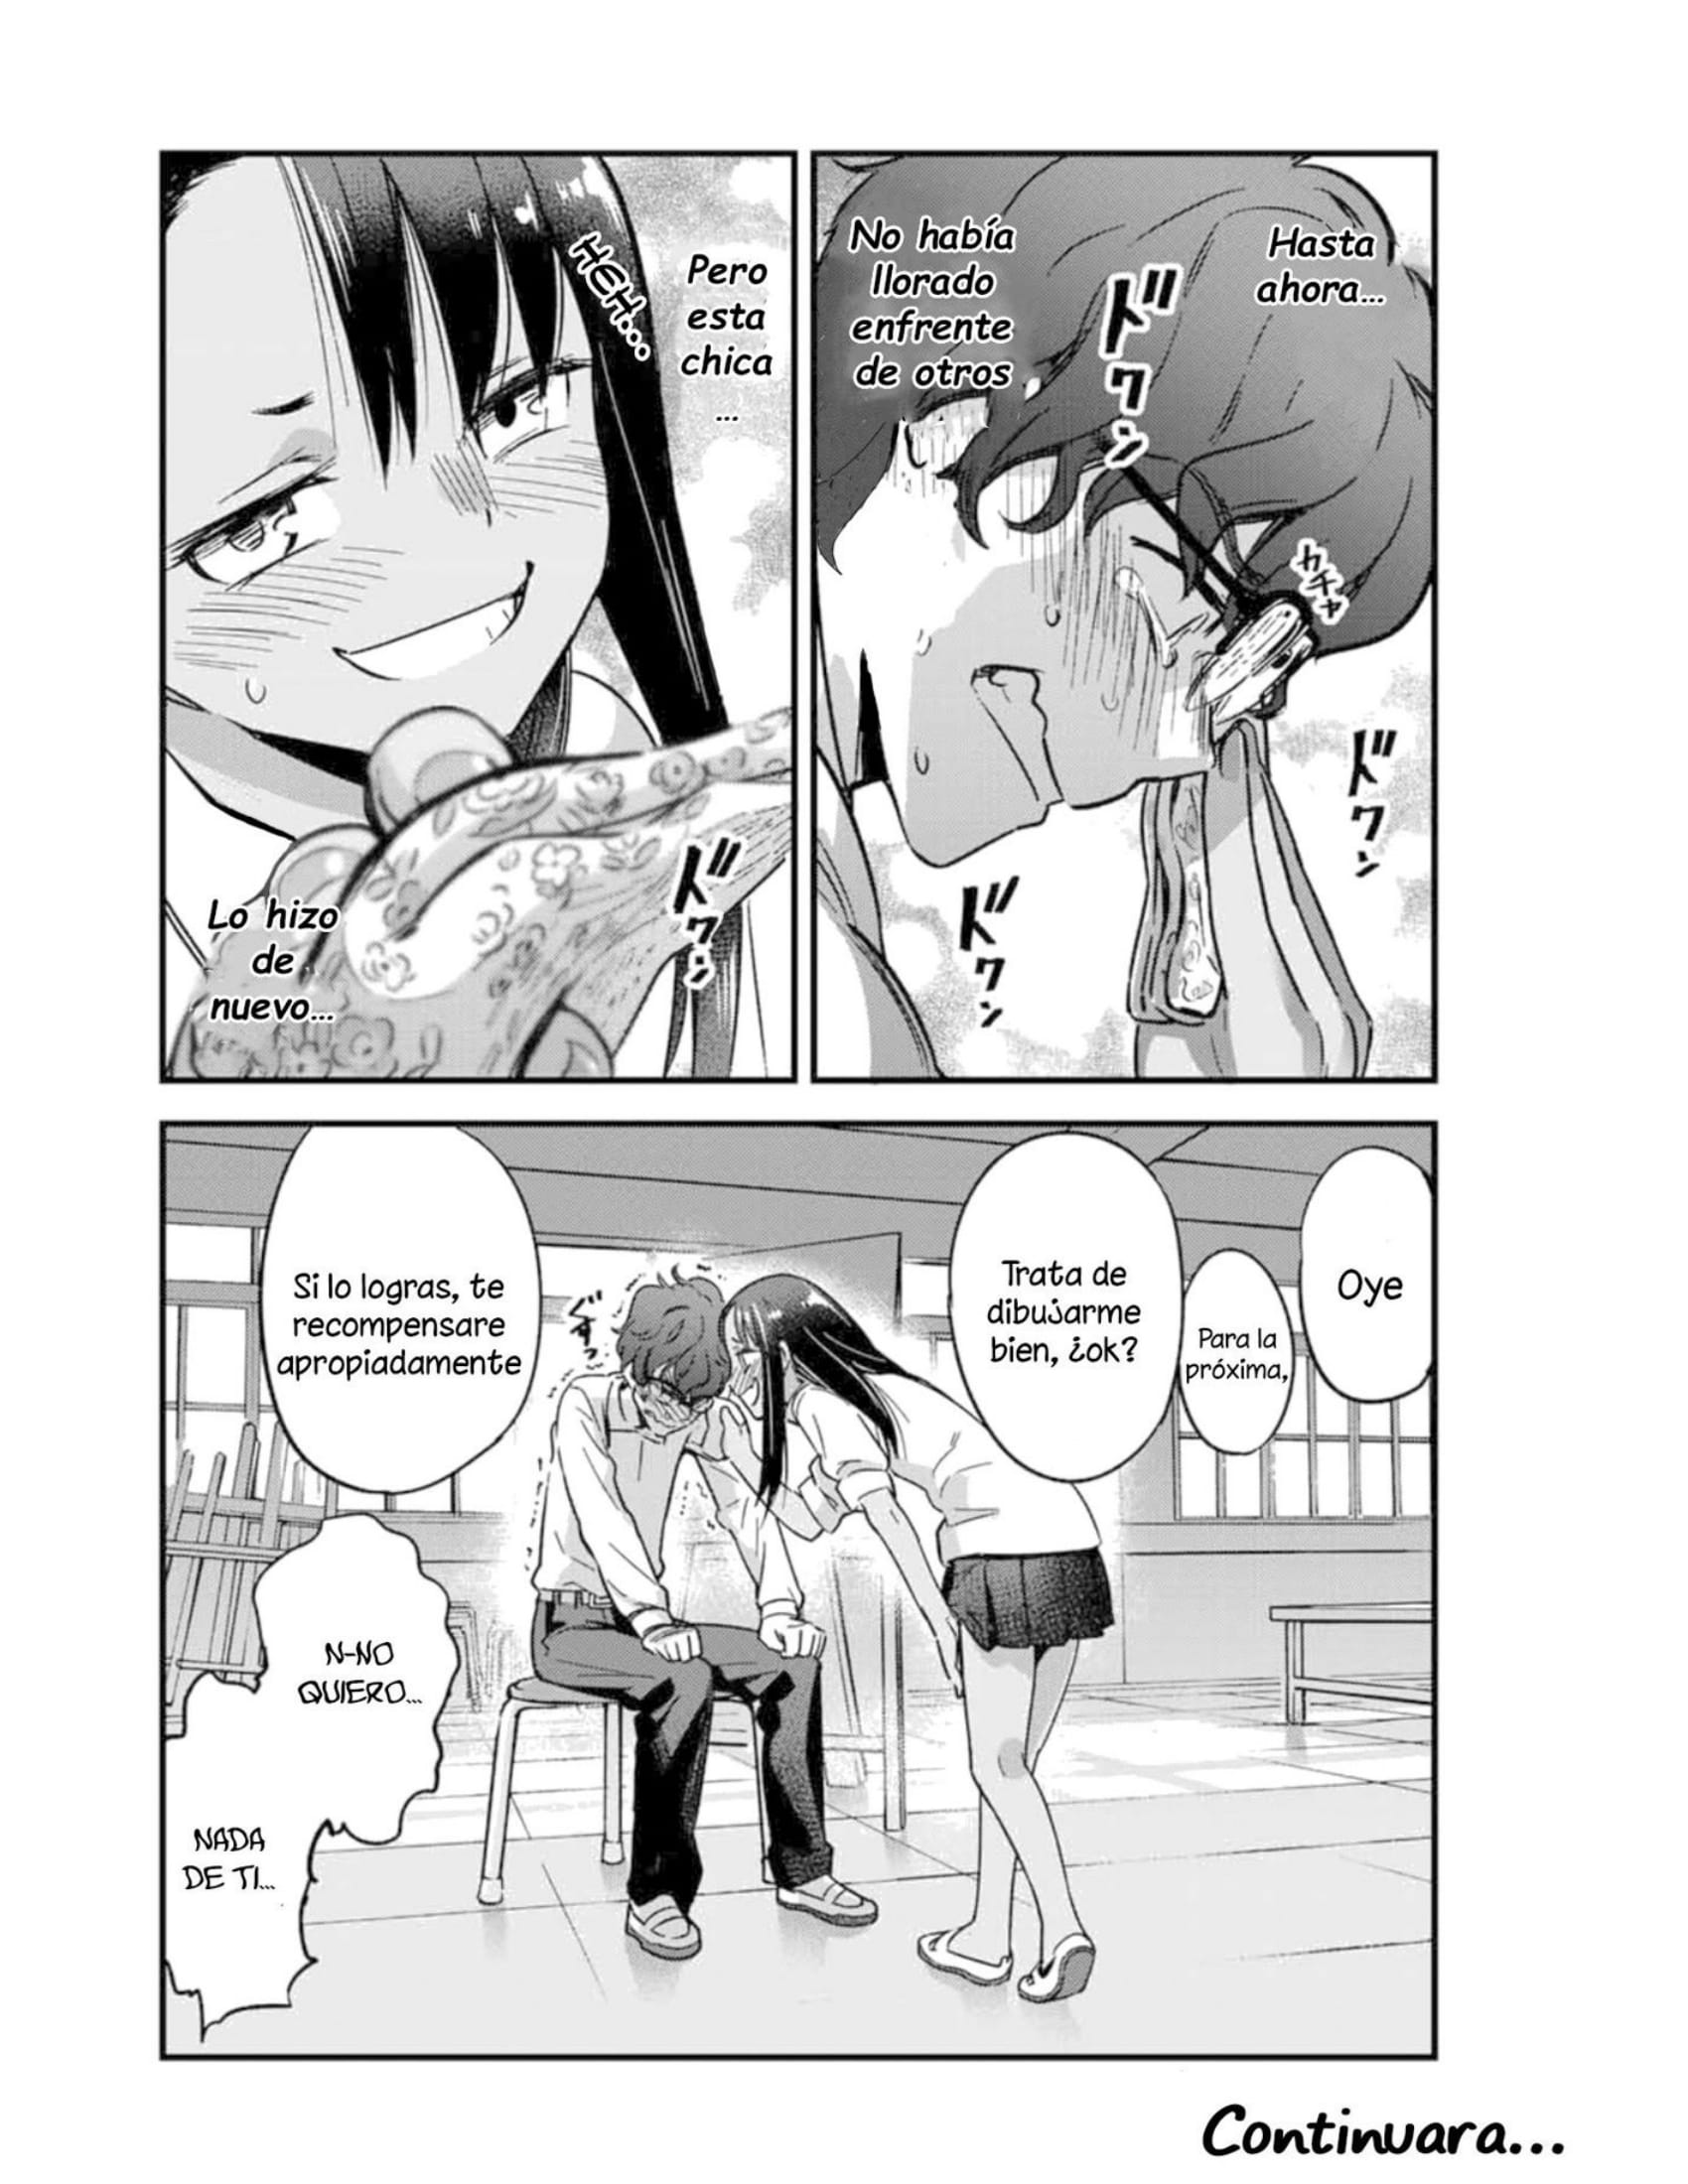 Hasta
ahora...
ドクン
No había
llorado
enfrente
de otros
カチャ
ドクン
ドクン
Pero
esta
chica
...
HEH...
ドクン
Lo hizo
de
nuevo...
Oye
Para la
próxima,
Trata de
dibujarme
bien, ¿ok?
ぐすっ
Si lo logras, te
recompensare
apropiadamente
N-NO
QUIERO...
NADA
DE TI...
Continuara...